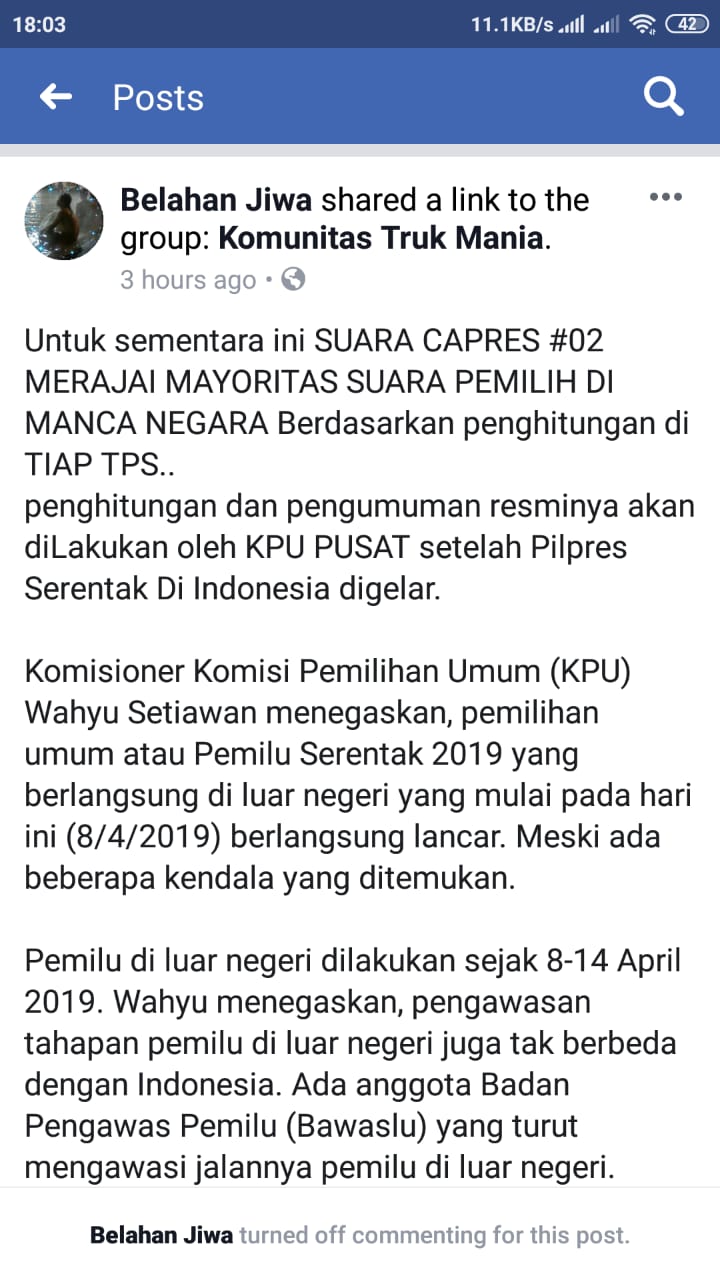 18:03
11.1KB/s
42
Posts
Belahan Jiwa shared a link to the
group: Komunitas Truk Mania.
3 hours ago •
Untuk sementara ini SUARA CAPRES #02
MERAJAI MAYORITAS SUARA PEMILIH DI
MANCA NEGARA Berdasarkan penghitungan di
TIAP TPS..
penghitungan dan pengumuman resminya akan
diLakukan oleh KPU PUSAT setelah Pilpres
Serentak Di Indonesia digelar.
Komisioner Komisi Pemilihan Umum (KPU)
Wahyu Setiawan menegaskan, pemilihan
umum atau Pemilu Serentak 2019 yang
berlangsung di luar negeri yang mulai pada hari
ini (8/4/2019) berlangsung lancar. Meski ada
beberapa kendala yang ditemukan.
Pemilu di luar negeri dilakukan sejak 8-14 April
2019. Wahyu menegaskan, pengawasan
tahapan pemilu di luar negeri juga tak berbeda
dengan Indonesia. Ada anggota Badan
Pengawas Pemilu (Bawaslu) yang turut
mengawasi jalannya pemilu di luar negeri.
Belahan Jiwa turned off commenting for this post.